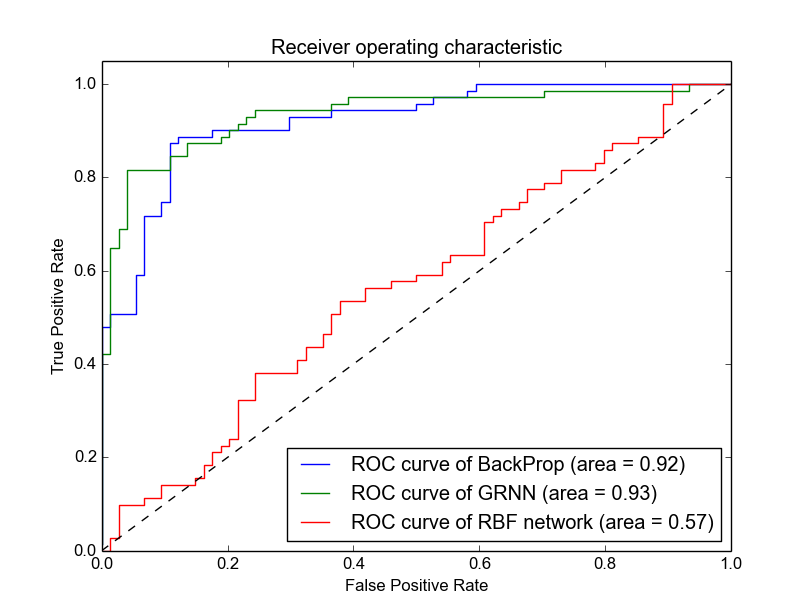 Receiver operating characteristic
1.0
0.8
0.6
0.4
0.2
0.0
True Positive Rate
ROC curve of BackProp (area = 0.92)
ROC curve of GRNN (area = 0.93)
ROC curve of RBF network (area = 0.57)
0.0 0.2 0.4 0.6 0.8 1.0
False Positive Rate